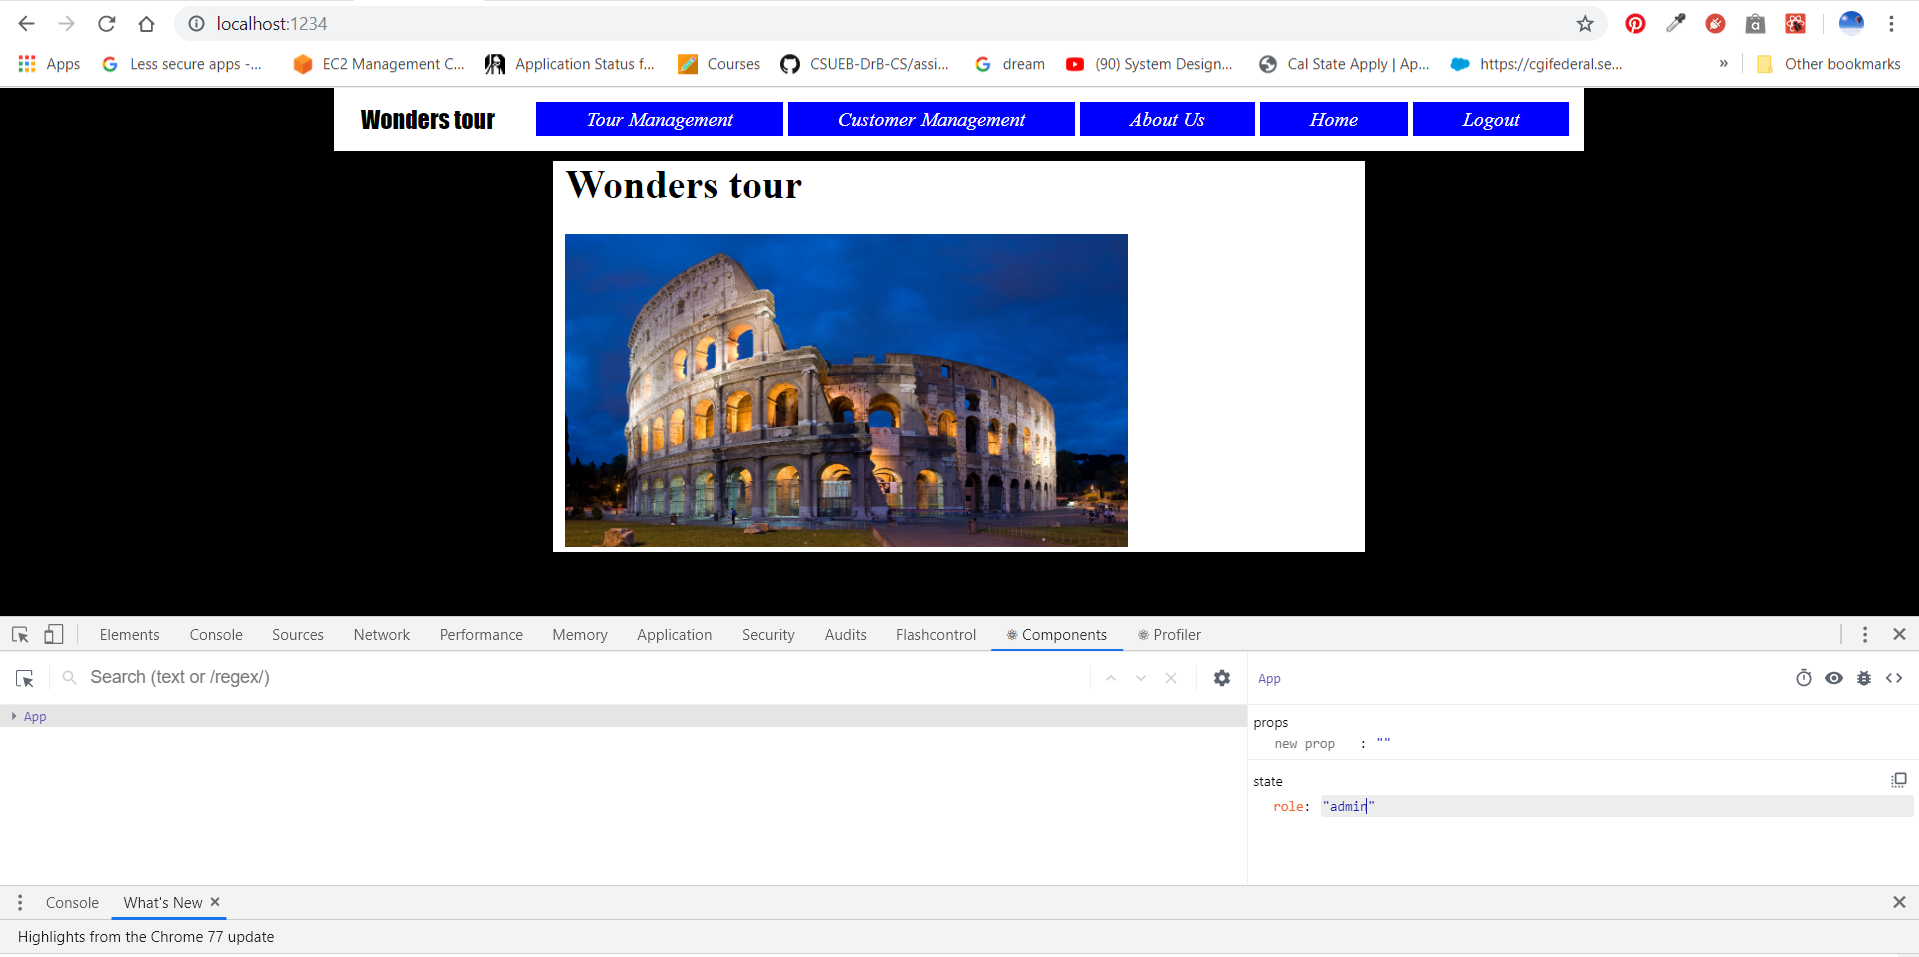 localhost:1234
Apps Less secure apps -... EC2 Management C... Application Status f... Courses CSUEB-DrB-CS/assi... dream (90) System Design... Cal State Apply | Ap... https://cgifederal.se... » Other bookmarks
Wonders tour Tour Management Customer Management About Us Home Logout
Wonders tour
Elements Console Sources Network Performance Memory Application Security Audits Flashcontrol Components Profiler
Search (text or /regex/)
App
App
props
new prop : ""
state
role: "admin"
Console What's New
Highlights from the Chrome 77 update